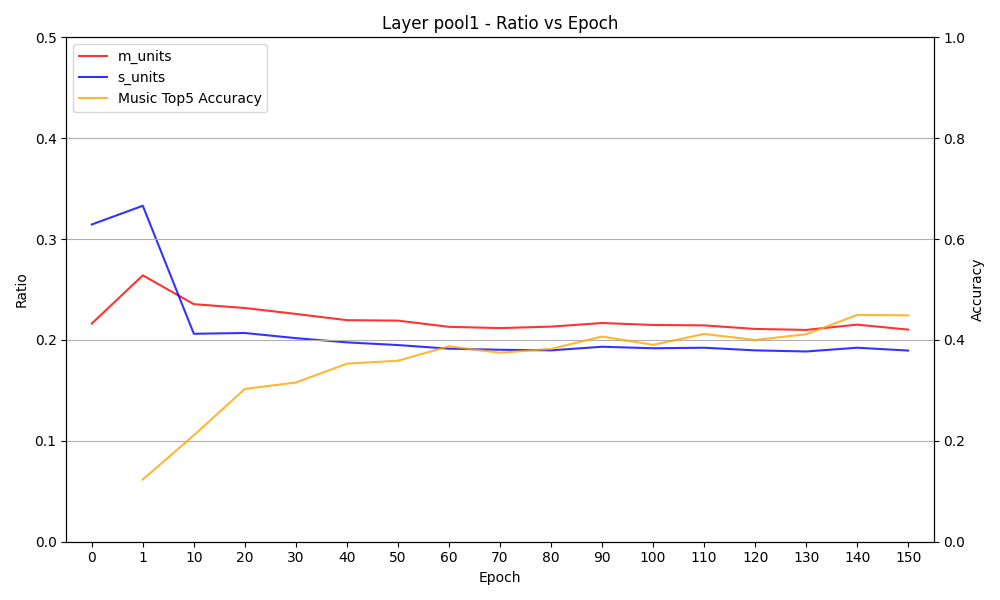 Layer pool1 - Ratio vs Epoch
m_units
s_units
Music Top5 Accuracy
0.5
0.4
0.3
0.2
0.1
0.0
Ratio
1.0
0.8
0.6
0.4
0.2
0.0
Accuracy
0 1 10 20 30 40 50 60 70 80 90 100 110 120 130 140 150
Epoch